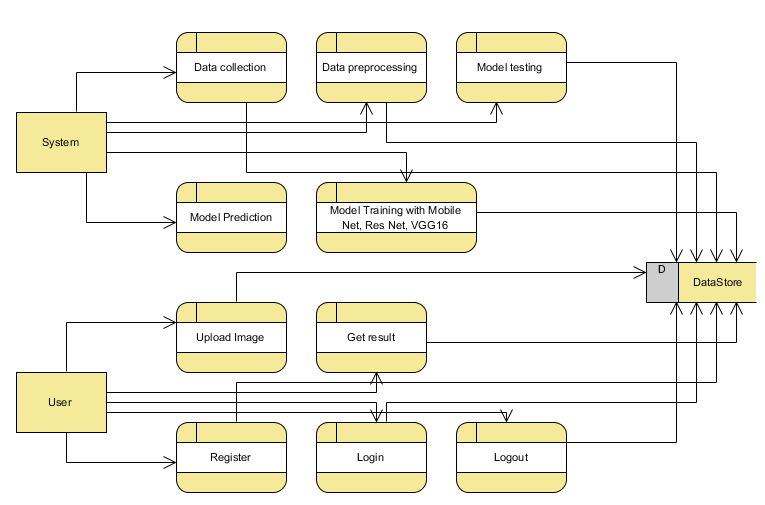 Data collection
Data preprocessing
Model testing
System
Model Prediction
Model Training with Mobile
Net, Res Net, VGG16
D
DataStore
Upload Image
Get result
User
Register
Login
Logout